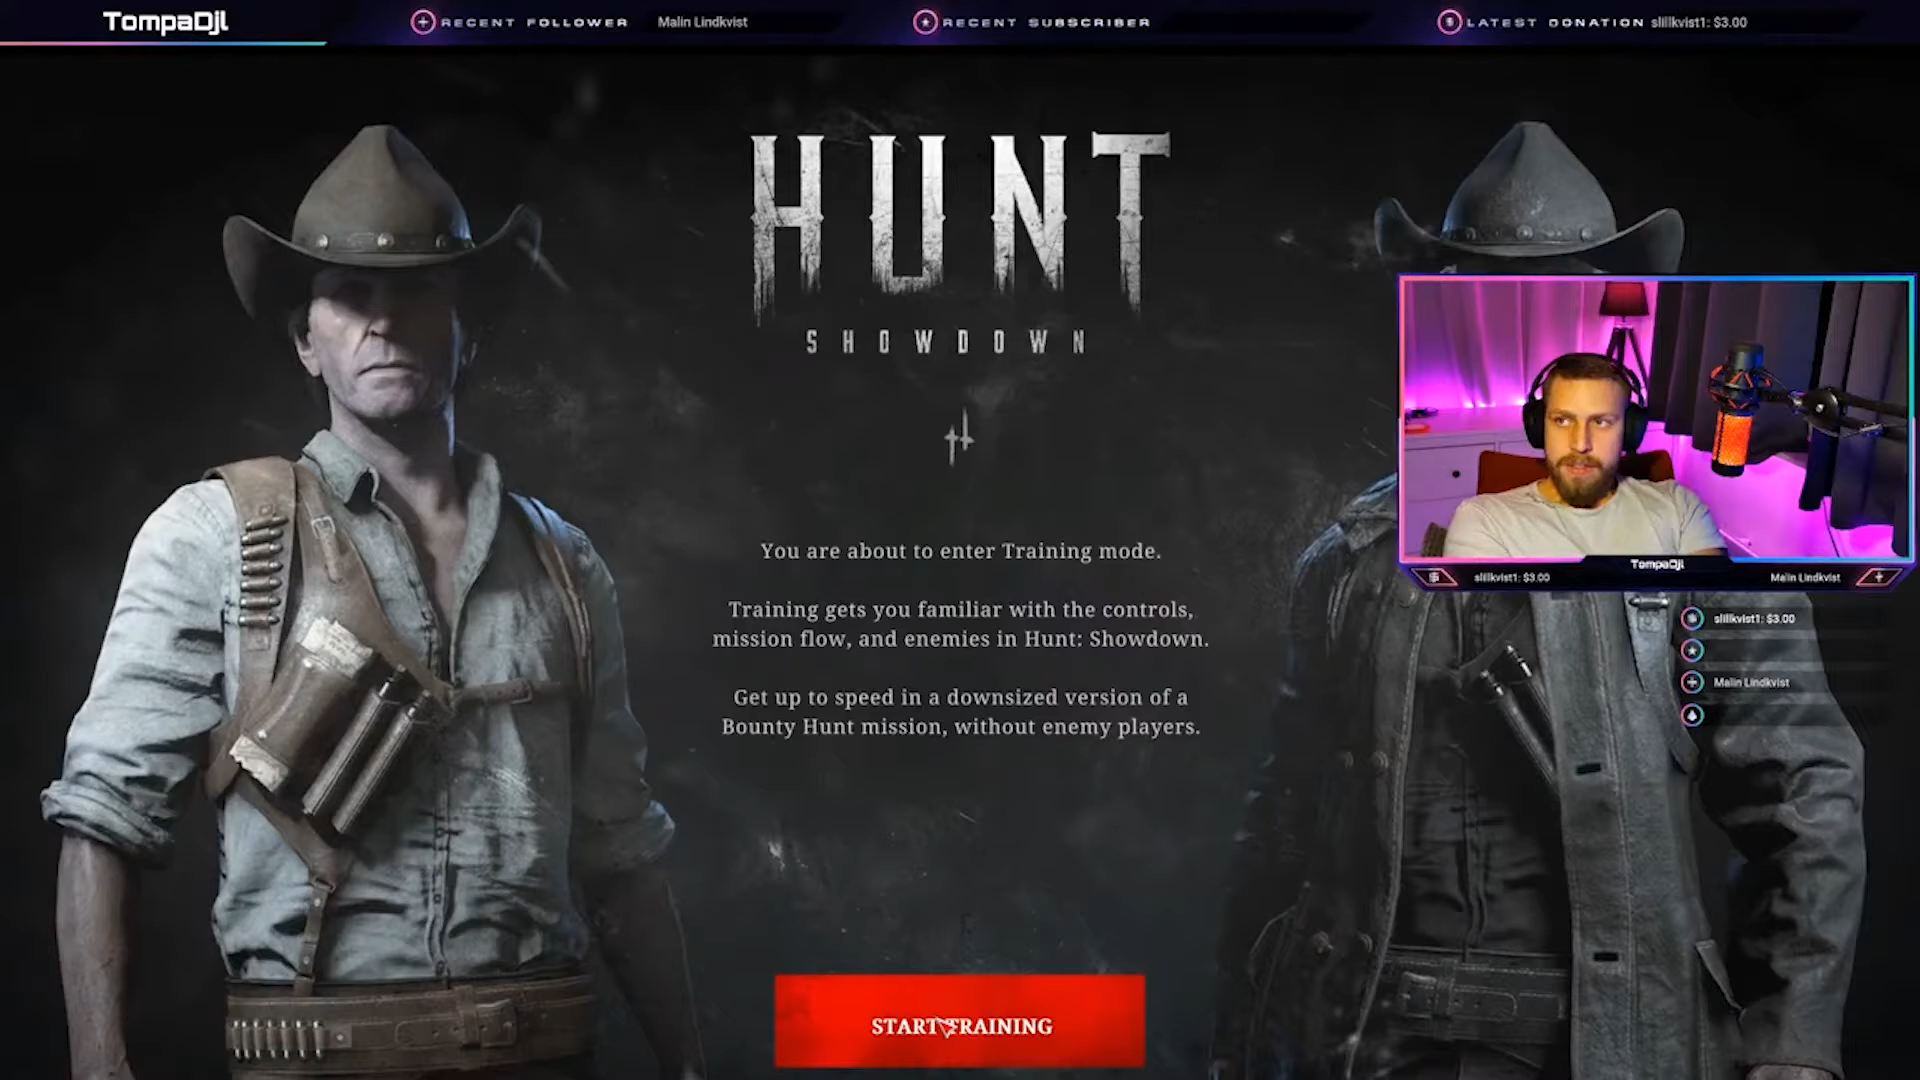 TompaDjl
RECENT FOLLOWER Malin Lindkvist
RECENT SUBSCRIBER
LATEST DONATION slillkvist1: $3.00
HUNT
SHOWDOWN
You are about to enter Training mode.
Training gets you familiar with the controls,
mission flow, and enemies in Hunt: Showdown.
Get up to speed in a downsized version of a
Bounty Hunt mission, without enemy players.
START TRAINING
TompaDjl
slillkvist1: $3.00 Malin Lindkvist
slillkvist1: $3.00
Malin Lindkvist